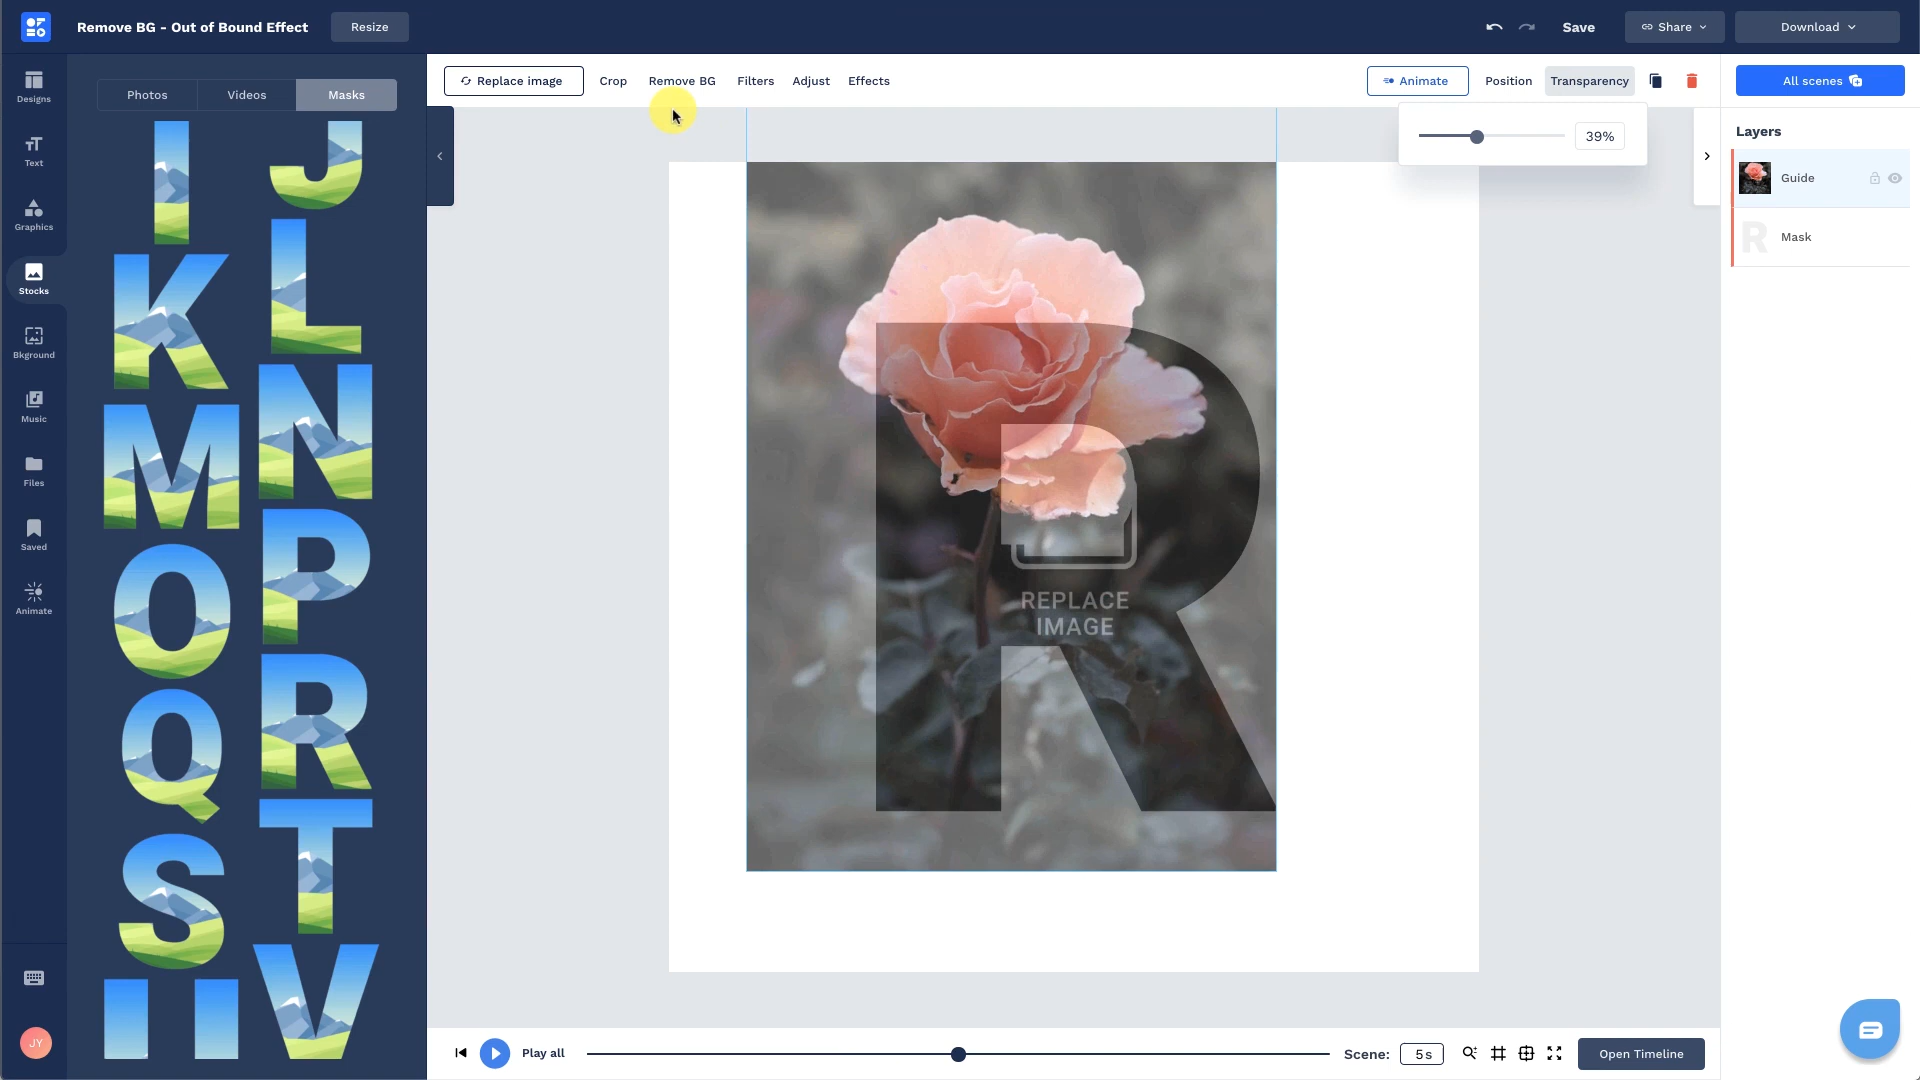 Remove BG - Out of Bound Effect
Resize
Save
Share
Download
Designs
Text
Graphics
Stocks
Bkground
Music
Files
Saved
Animate
JY
Photos
Videos
Masks
I
J
K
L
M
N
O
P
Q
R
S
T
U
V
Replace image
Crop
Remove BG
Filters
Adjust
Effects
Animate
Position
Transparency
39%
REPLACE
IMAGE
All scenes
Layers
Guide
R
Mask
Play all
Scene:
5 s
Open Timeline